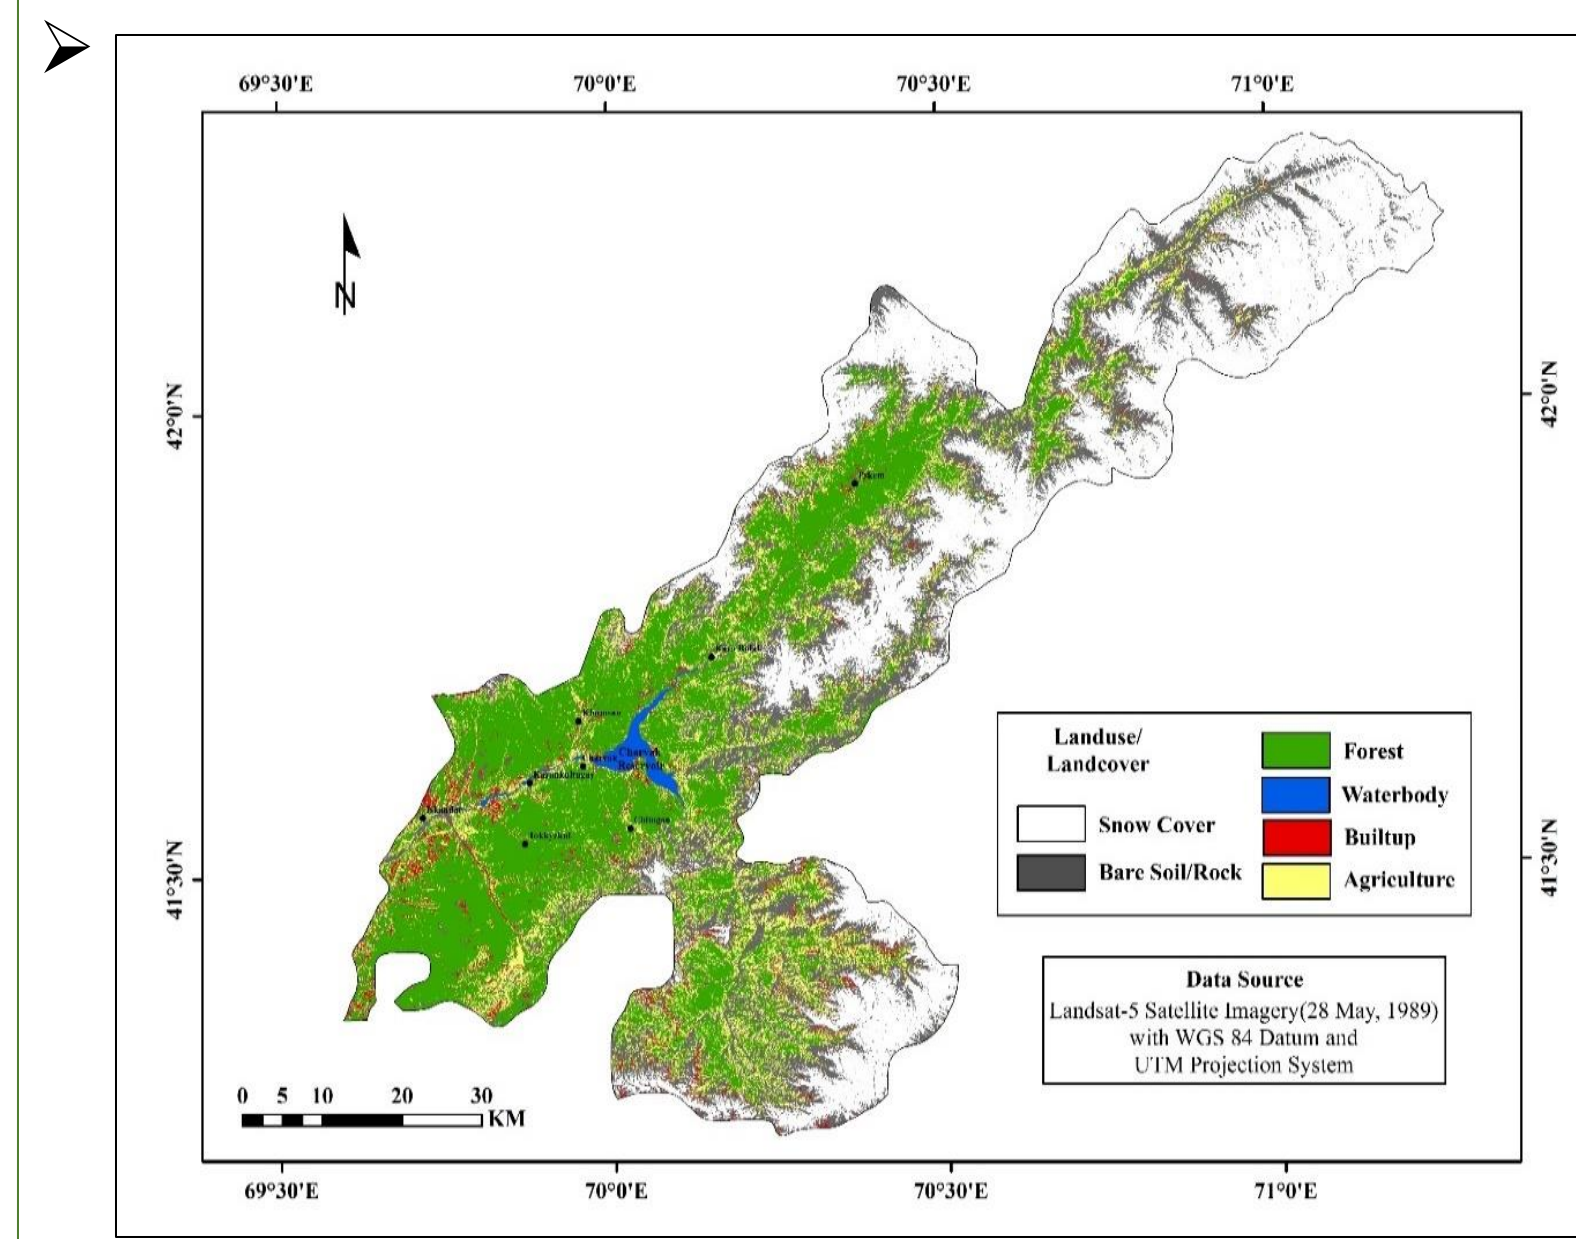 69°30'E 70°0'E 70°30'E 71°0'E
N
42°0'N
42°0'N
Charvak
Reservoir
Iskandar
Chimgan
Landuse/
Landcover
Snow Cover
Bare Soil/Rock
Forest
Waterbody
Builtup
Agriculture
41°30'N
41°30'N
Data Source
Landsat-5 Satellite Imagery(28 May, 1989)
with WGS 84 Datum and
UTM Projection System
0 5 10 20 30
KM
69°30'E 70°0'E 70°30'E 71°0'E